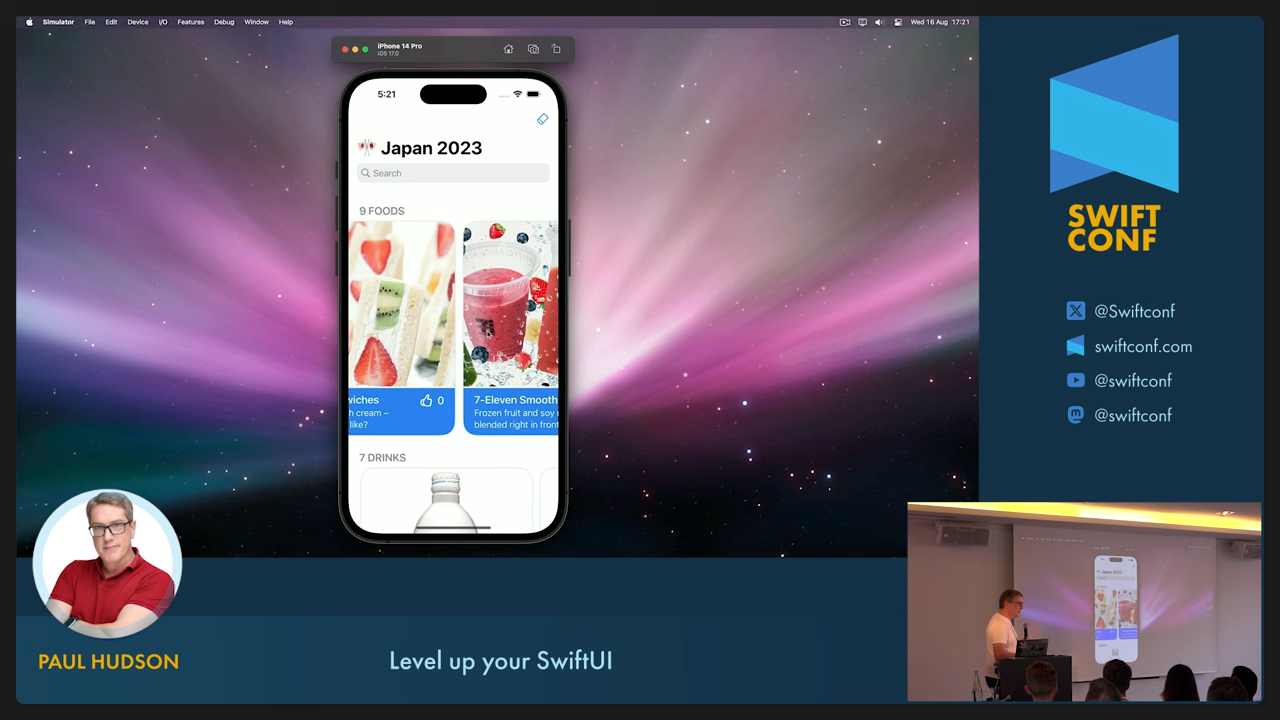 Simulator File Edit Device I/O Features Debug Window Help
Wed 16 Aug 17:21
iPhone 14 Pro
iOS 17.0
5:21
Japan 2023
Search
9 FOODS
wiches
0
h cream –
like?
7-Eleven Smooth
Frozen fruit and soy
blended right in front
7 DRINKS
SWIFT
CONF
@Swiftconf
swiftconf.com
@swiftconf
@swiftconf
PAUL HUDSON
Level up your SwiftUI
Japan 2023